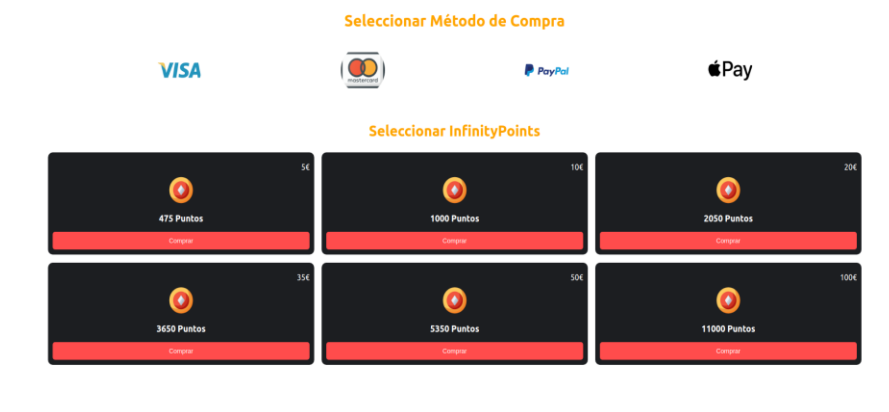 Seleccionar Método de Compra
VISA
mastercard
PayPal
Pay
Seleccionar InfinityPoints
5€
10€
20€
475 Puntos
1000 Puntos
2050 Puntos
Comprar
Comprar
Comprar
35€
50€
100€
3650 Puntos
5350 Puntos
11000 Puntos
Comprar
Comprar
Comprar